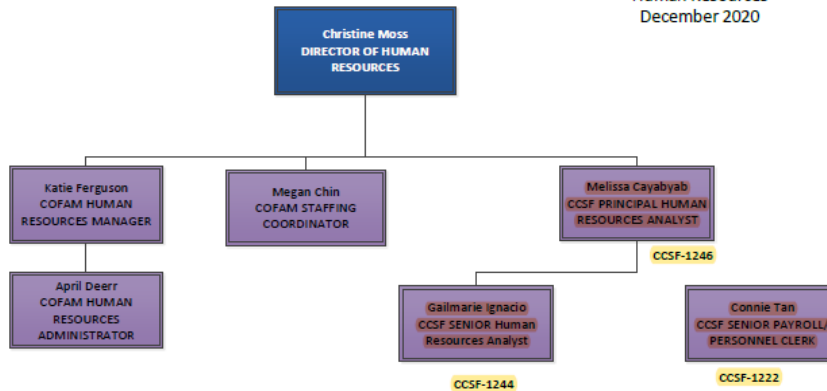 Human Resources
December 2020
Christine Moss
DIRECTOR OF HUMAN
RESOURCES
Katie Ferguson
COFAM HUMAN
RESOURCES MANAGER
Megan Chin
COFAM STAFFING
COORDINATOR
Melissa Cayabyab
CCSF PRINCIPAL HUMAN
RESOURCES ANALYST
CCSF-1246
April Deerr
COFAM HUMAN
RESOURCES
ADMINISTRATOR
Gailmarie Ignacio
CCSF SENIOR Human
Resources Analyst
CCSF-1244
Connie Tan
CCSF SENIOR PAYROLL/
PERSONNEL CLERK
CCSF-1222